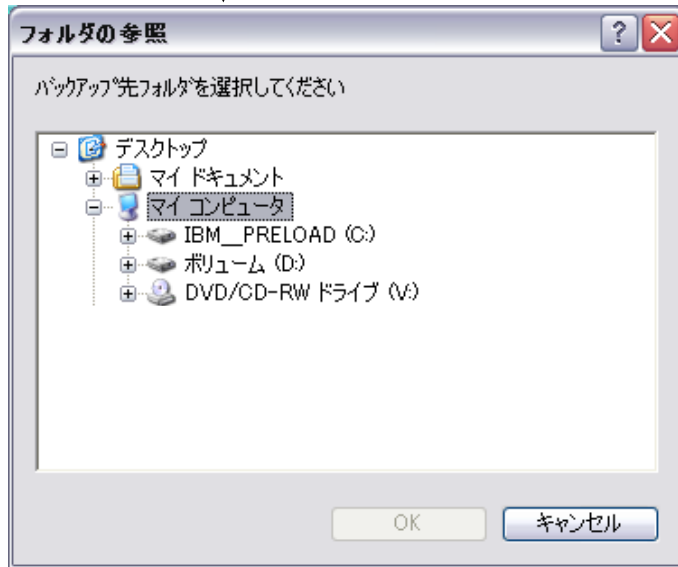 フォルダの参照
バックアップ先フォルダを選択してください
デスクトップ
マイ ドキュメント
マイ コンピュータ
IBM__PRELOAD (C:)
ボリューム (D:)
DVD/CD-RW ドライブ (V:)
OK
キャンセル